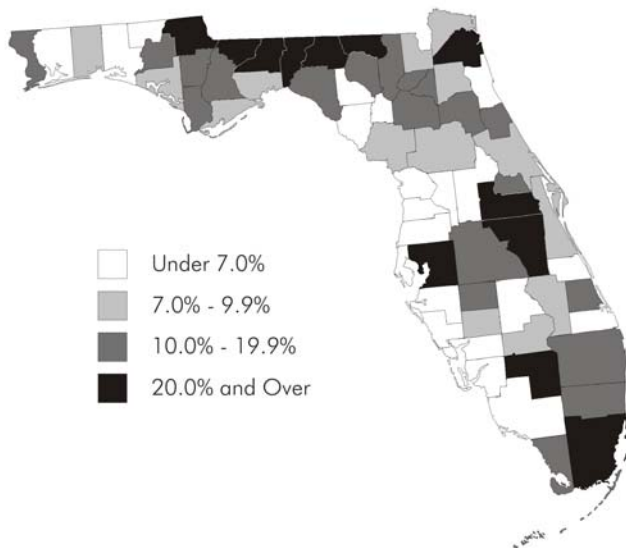 Under 7.0%
7.0% - 9.9%
10.0% - 19.9%
20.0% and Over